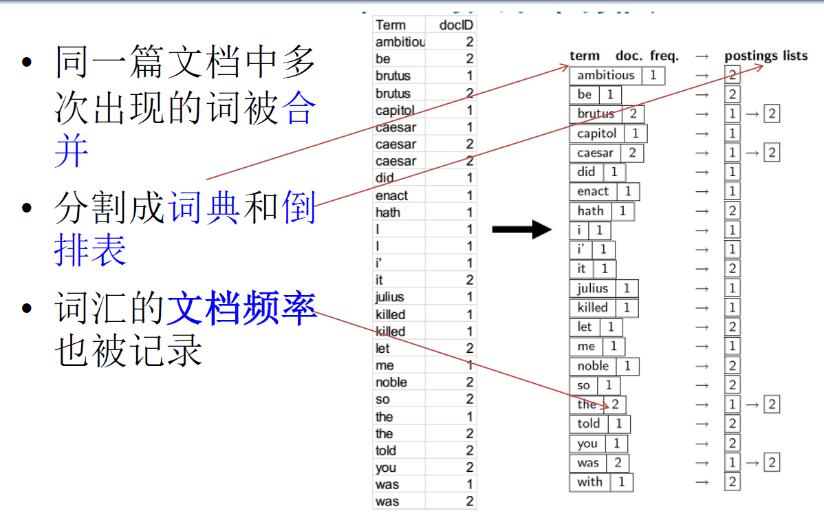 • 同一篇文档中多
次出现的词被合
并
• 分割成词典和倒
排表
• 词汇的文档频率
也被记录
Term docID
ambitiou 2
be 2
brutus 1
brutus 2
capitol 1
caesar 1
caesar 2
caesar 2
did 1
enact 1
hath 1
I 1
I 1
i' 1
it 2
julius 1
killed 1
killed 1
let 2
me 1
noble 2
so 2
the 1
the 2
told 2
you 2
was 1
was 2
term doc. freq. → postings lists
ambitious 1 → 2
be 1 → 2
brutus 2 → 1 → 2
capitol 1 → 1
caesar 2 → 1 → 2
did 1 → 1
enact 1 → 1
hath 1 → 2
i 1 → 1
i' 1 → 1
it 1 → 2
julius 1 → 1
killed 1 → 1
let 1 → 2
me 1 → 1
noble 1 → 2
so 1 → 2
the 2 → 1 → 2
told 1 → 2
you 1 → 2
was 2 → 1 → 2
with 1 → 2